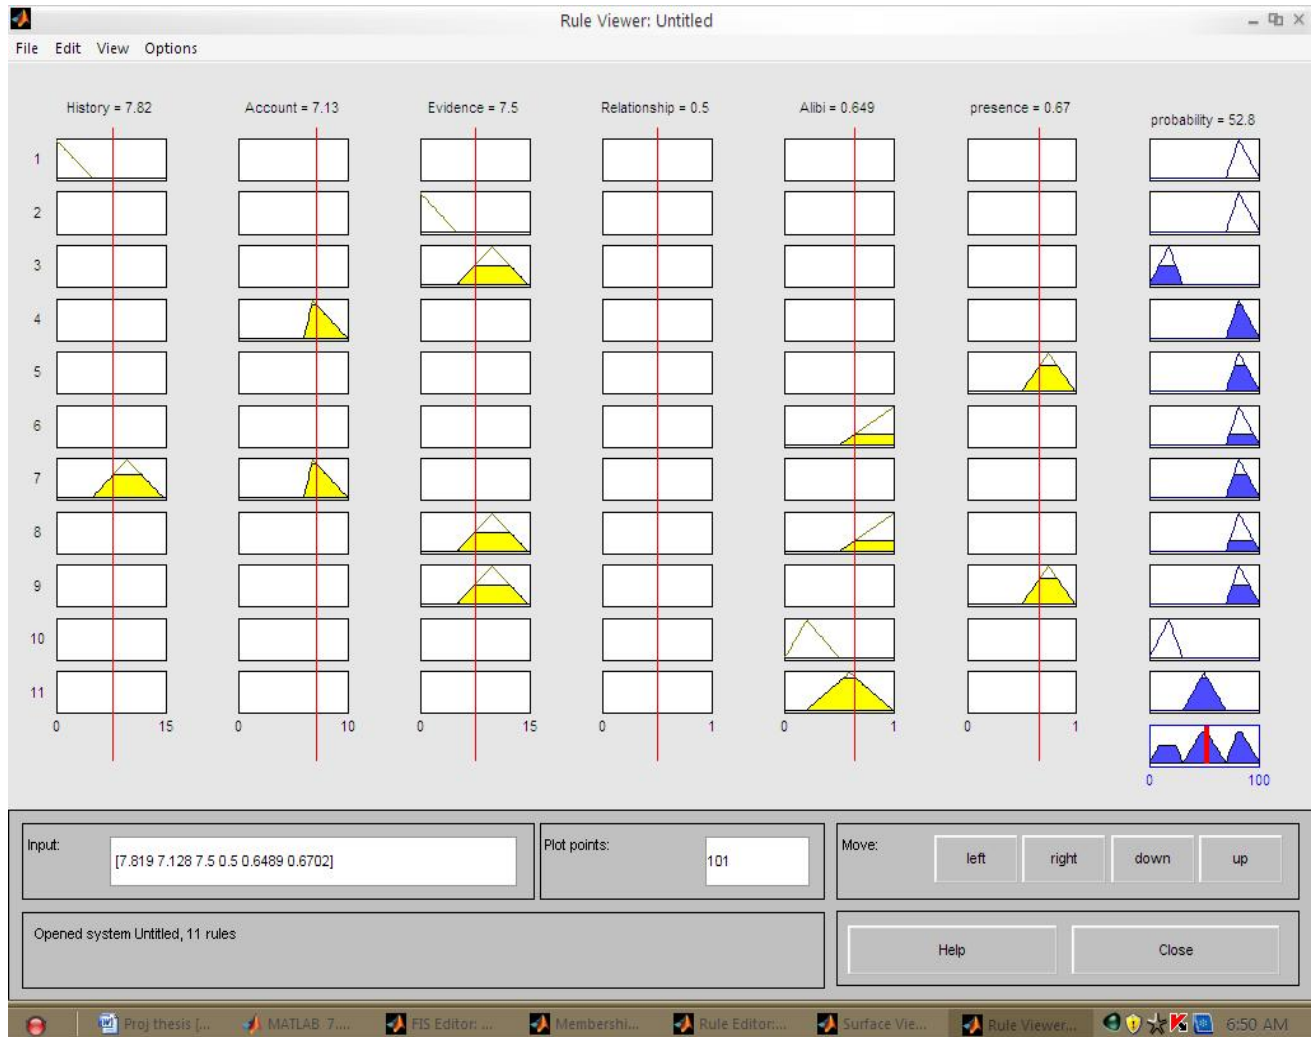 Rule Viewer: Untitled
File Edit View Options
History = 7.82 Account = 7.13 Evidence = 7.5 Relationship = 0.5 Alibi = 0.649 presence = 0.67
probability = 52.8
1
2
3
4
5
6
7
8
9
10
11
0 15 0 10 0 15 0 1 0 1 0 1
0 100
Input: [7.819 7.128 7.5 0.5 0.6489 0.6702] Plot points: 101 Move: left right down up
Opened system Untitled, 11 rules Help Close
Proj thesis [... MATLAB 7.... FIS Editor: ... Membershi... Rule Editor:... Surface Vie... Rule Viewer... 6:50 AM